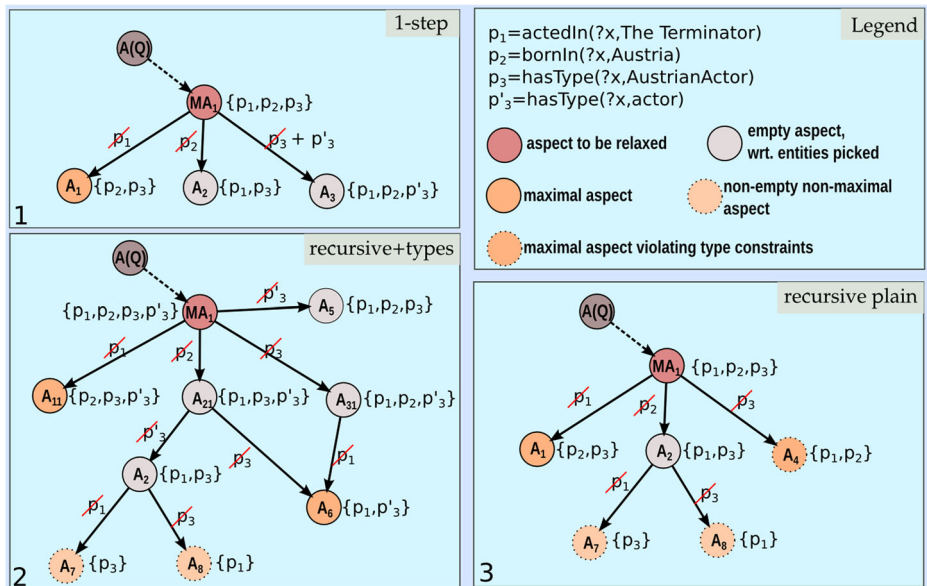 1-step
A(Q)
MA₁ {p₁,p₂,p₃}
p₁ p₂ p₃ + p'₃
A₁ {p₂,p₃} A₂ {p₁,p₃} A₃ {p₁,p₂,p'₃}
1
Legend
p₁=actedIn(?x,The Terminator)
p₂=bornIn(?x,Austria)
p₃=hasType(?x,AustrianActor)
p'₃=hasType(?x,actor)
aspect to be relaxed
empty aspect,
wrt. entities picked
maximal aspect
non-empty non-maximal
aspect
maximal aspect violating type constraints
recursive+types
A(Q)
p'₃
{p₁,p₂,p₃,p'₃} MA₁ A₅ {p₁,p₂,p₃}
p₁ p₂ p₃
A₁₁ {p₂,p₃,p'₃} A₂₁ {p₁,p₃,p'₃} A₃₁ {p₁,p₂,p'₃}
p'₃ p₃ p₁
A₂ {p₁,p₃}
p₁ p₃ A₆ {p₁,p'₃}
A₇ {p₃} A₈ {p₁}
2
recursive plain
A(Q)
MA₁ {p₁,p₂,p₃}
p₁ p₂ p₃
A₁ {p₂,p₃} A₂ {p₁,p₃} A₄ {p₁,p₂}
p₁ p₃
A₇ {p₃} A₈ {p₁}
3